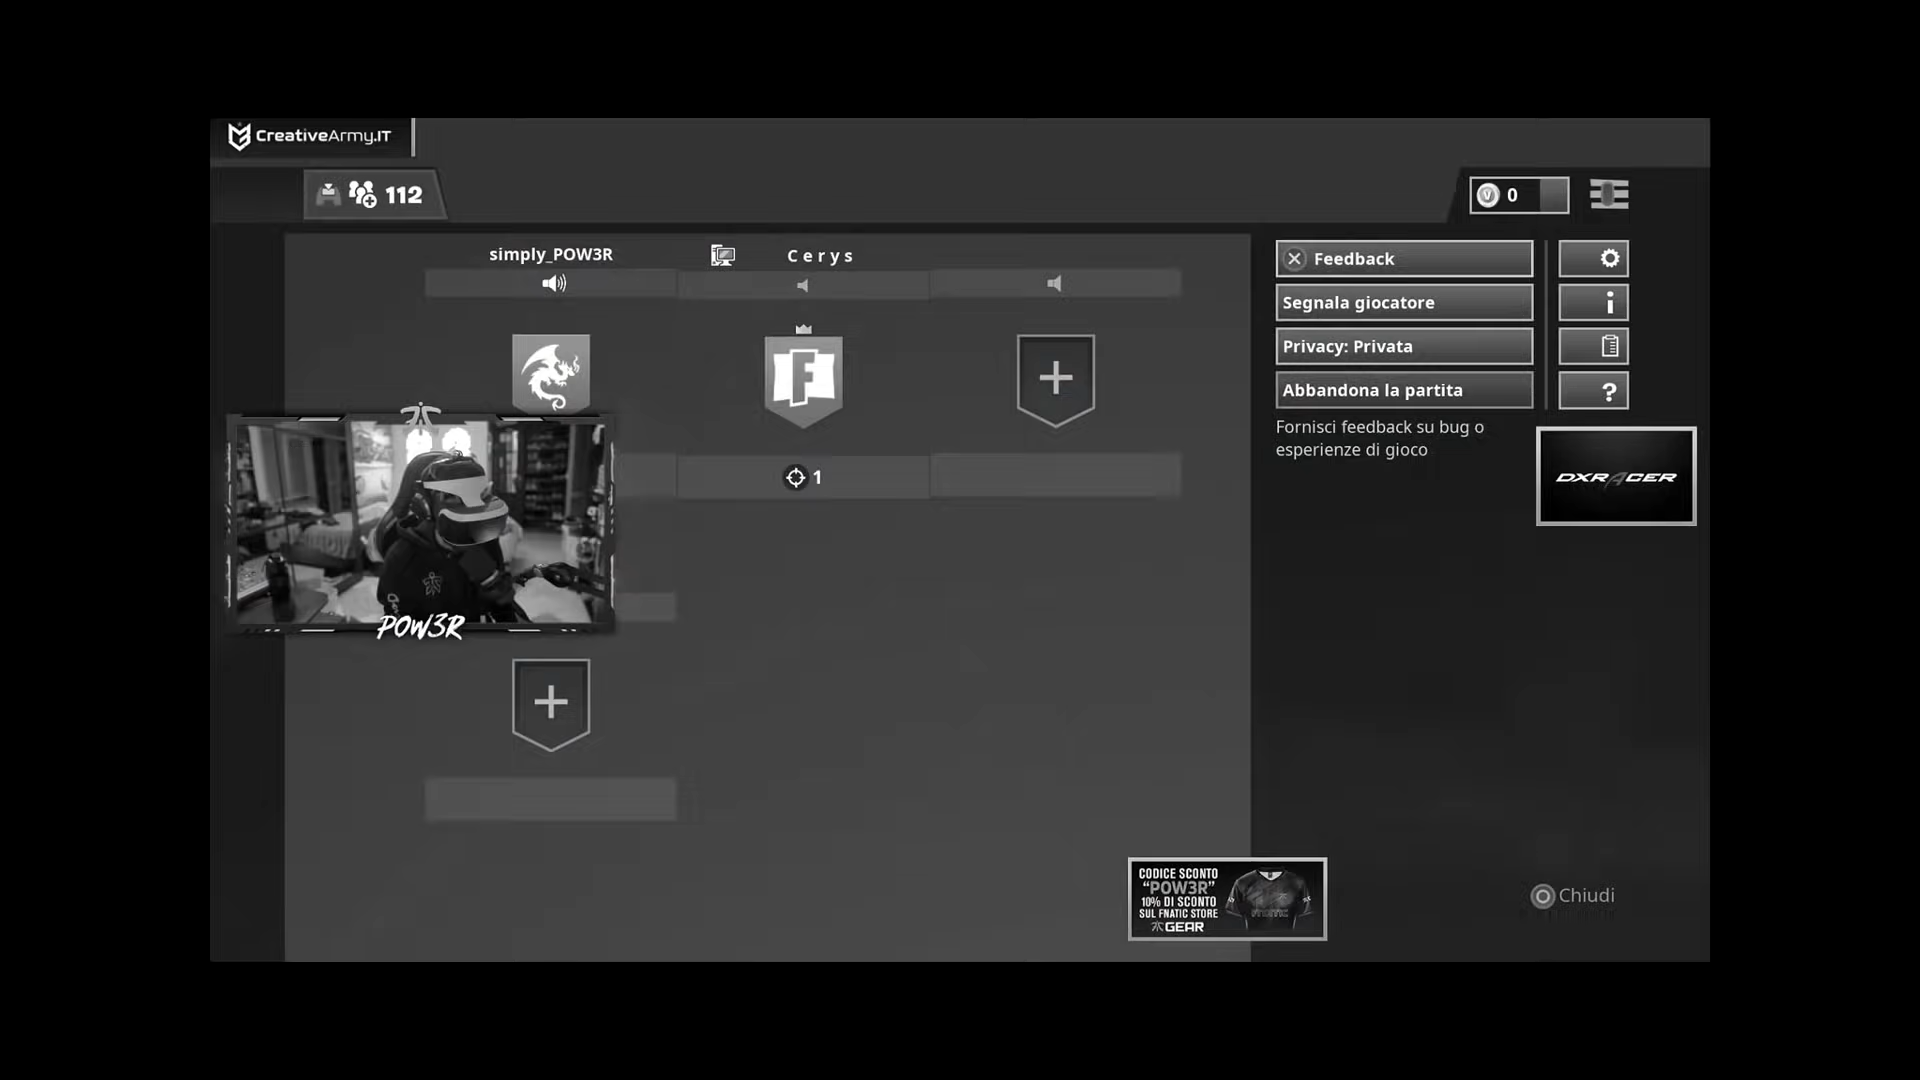 CreativeArmy.IT
112
0
simply_POW3R
Cerys
Feedback
Segnala giocatore
Privacy: Privata
Abbandona la partita
Fornisci feedback su bug o
esperienze di gioco
DXRACER
1
POW3R
CODICE SCONTO
"POW3R"
10% DI SCONTO
SUL FNATIC STORE
GEAR
FNATIC
Chiudi